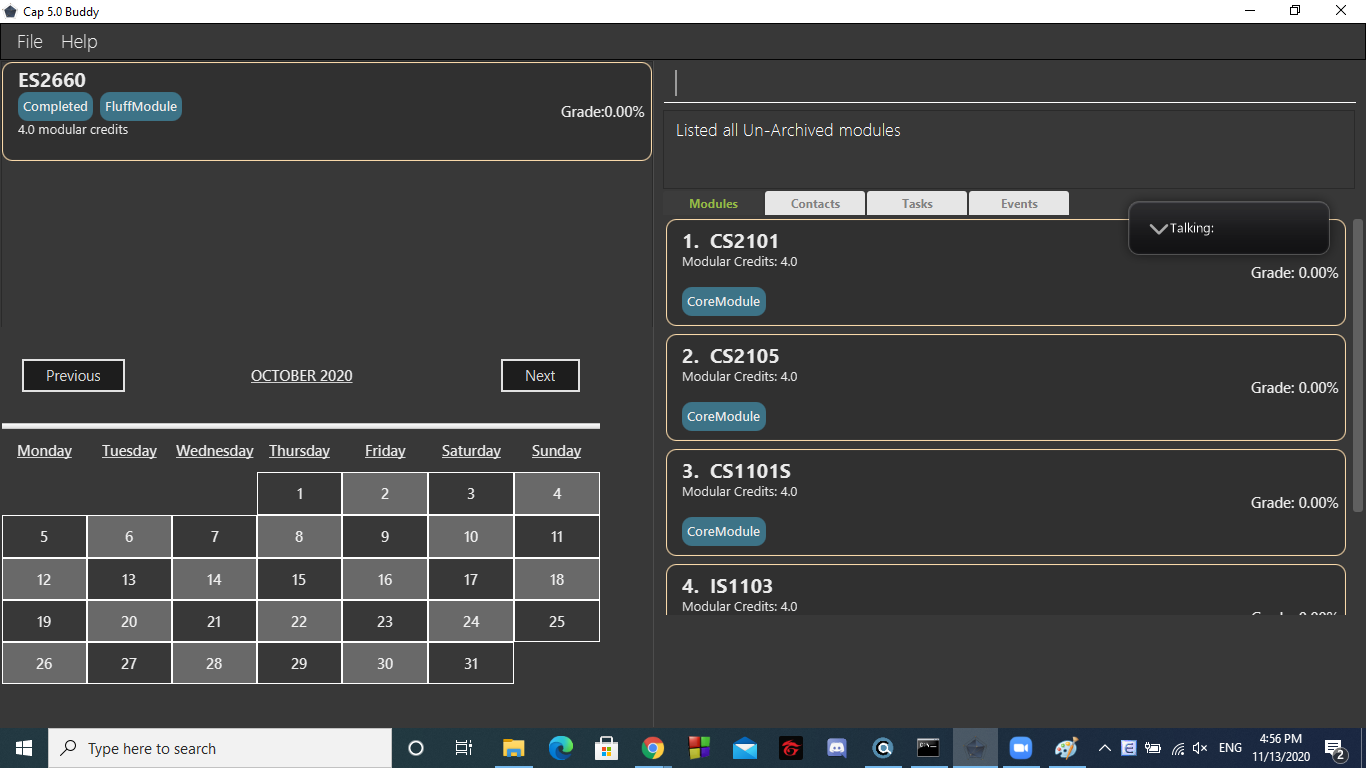 Cap 5.0 Buddy
File Help
ES2660
Completed FluffModule
Grade:0.00%
4.0 modular credits
Listed all Un-Archived modules
Modules Contacts Tasks Events
Talking:
1. CS2101
Modular Credits: 4.0
Grade: 0.00%
CoreModule
2. CS2105
Modular Credits: 4.0
Grade: 0.00%
CoreModule
3. CS1101S
Modular Credits: 4.0
Grade: 0.00%
CoreModule
4. IS1103
Modular Credits: 4.0
Previous OCTOBER 2020 Next
Monday Tuesday Wednesday Thursday Friday Saturday Sunday
1 2 3 4
5 6 7 8 9 10 11
12 13 14 15 16 17 18
19 20 21 22 23 24 25
26 27 28 29 30 31
Type here to search
ENG
4:56 PM
11/13/2020
2